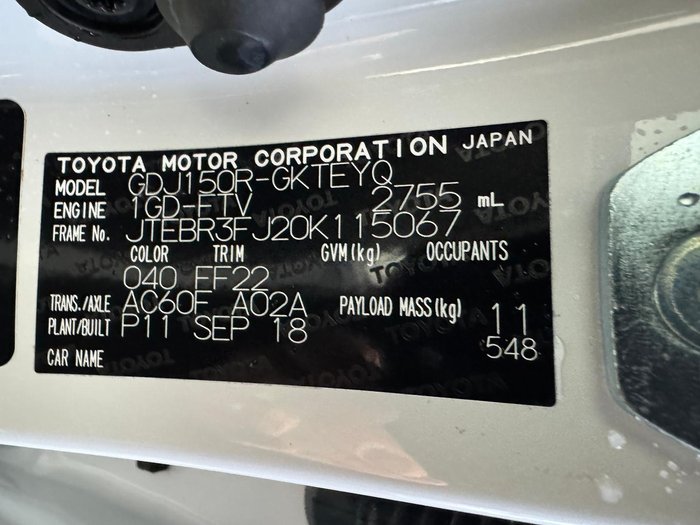 TOYOTA MOTOR CORPORATION JAPAN
MODEL GDJ150R-GKTEYQ
ENGINE 1GD-FTV 2755 mL
FRAME No. JTEBR3FJ20K115067
COLOR TRIM GVM(kg) OCCUPANTS
040 FF22
TRANS./AXLE AC60F A02A PAYLOAD MASS(kg) 11
PLANT/BUILT P11 SEP 18 548
CAR NAME